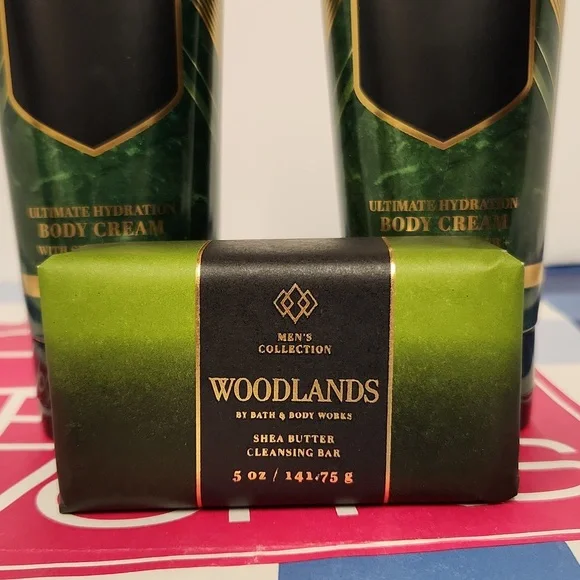 ULTIMATE HYDRATION
BODY CREAM
WITH
ULTIMATE HYDRATION
BODY CREAM
MEN'S
COLLECTION
WOODLANDS
BY BATH & BODY WORKS
SHEA BUTTER
CLEANSING BAR
5 oz / 141.75 g